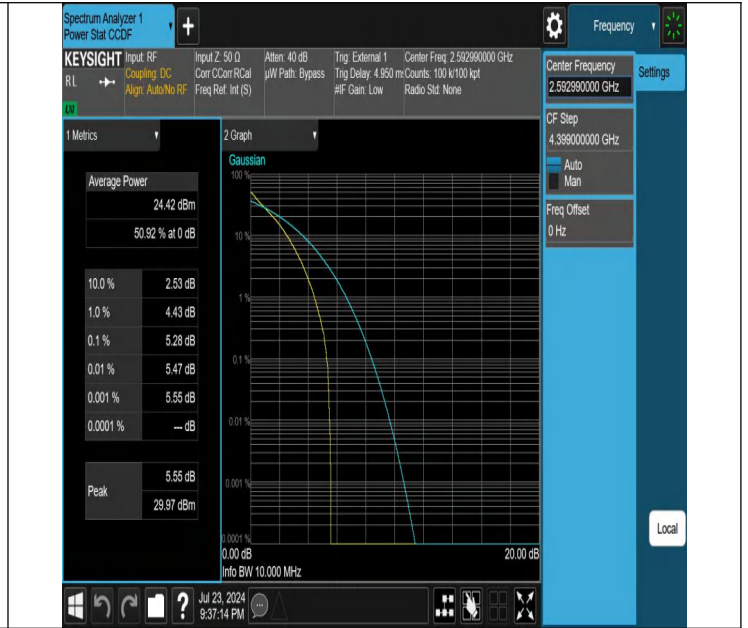 Spectrum Analyzer 1
Power Stat CCDF
+
Frequency
KEYSIGHT
RL
Input: RF
Coupling: DC
Align: Auto/No RF
Input Z: 50 Ω
Corr CCorr RCal
Freq Ref: Int (S)
Atten: 40 dB
µW Path: Bypass
Trig: External 1
Trig Delay: 4.950 ms
#IF Gain: Low
Center Freq: 2.592990000 GHz
Counts: 100 k/100 kpt
Radio Std: None
Center Frequency
2.592990000 GHz
Settings
CF Step
4.399000000 GHz
Auto
Man
Freq Offset
0 Hz
1 Metrics
Average Power
24.42 dBm
50.92 % at 0 dB
10.0 % 2.53 dB
1.0 % 4.43 dB
0.1 % 5.28 dB
0.01 % 5.47 dB
0.001 % 5.55 dB
0.0001 % --- dB
Peak
5.55 dB
29.97 dBm
2 Graph
Gaussian
100 %
10 %
1 %
0.1 %
0.01 %
0.001 %
0.0001 %
0.00 dB 20.00 dB
Info BW 10.000 MHz
Local
?
Jul 23, 2024
9:37:14 PM